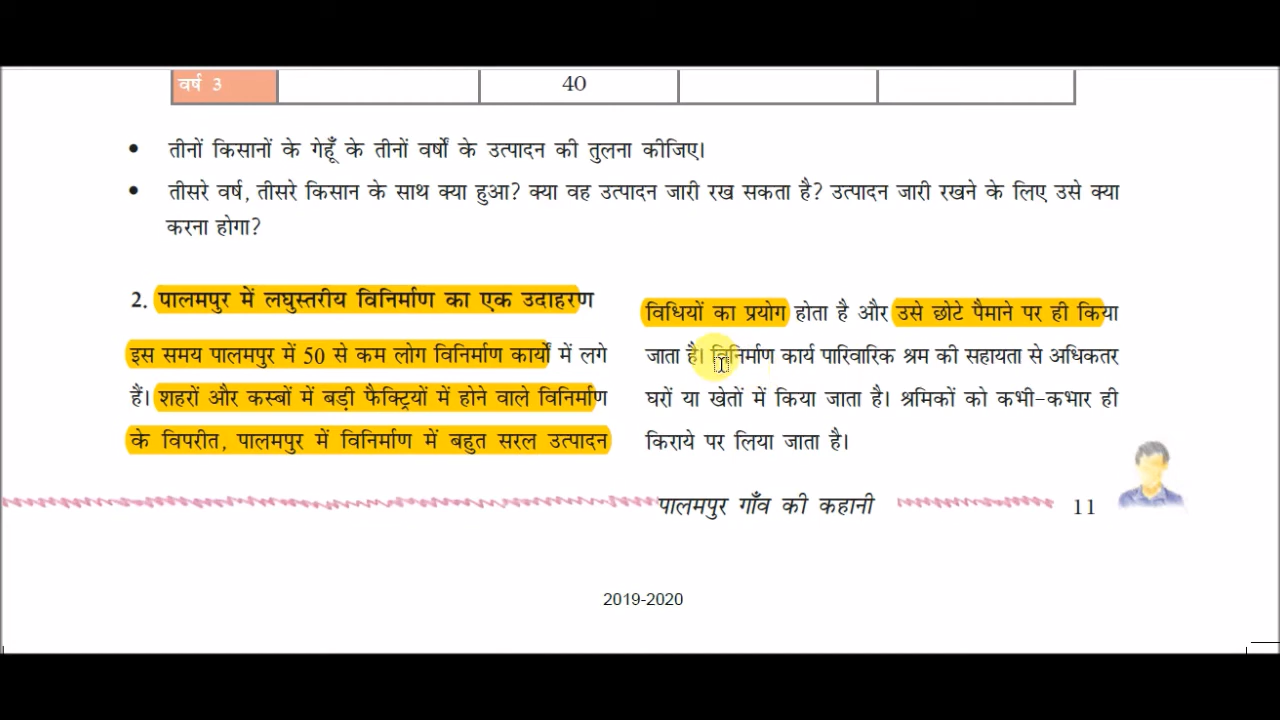 वर्ष 3
40
• तीनों किसानों के गेहूँ के तीनों वर्षों के उत्पादन की तुलना कीजिए।
• तीसरे वर्ष, तीसरे किसान के साथ क्या हुआ? क्या वह उत्पादन जारी रख सकता है? उत्पादन जारी रखने के लिए उसे क्या
करना होगा?
2. पालमपुर में लघुस्तरीय विनिर्माण का एक उदाहरण
इस समय पालमपुर में 50 से कम लोग विनिर्माण कार्यों में लगे
हैं। शहरों और कस्बों में बड़ी फैक्ट्रियों में होने वाले विनिर्माण
के विपरीत, पालमपुर में विनिर्माण में बहुत सरल उत्पादन
विधियों का प्रयोग होता है और उसे छोटे पैमाने पर ही किया
जाता है। विनिर्माण कार्य पारिवारिक श्रम की सहायता से अधिकतर
घरों या खेतों में किया जाता है। श्रमिकों को कभी-कभार ही
किराये पर लिया जाता है।
पालमपुर गाँव की कहानी
11
2019-2020